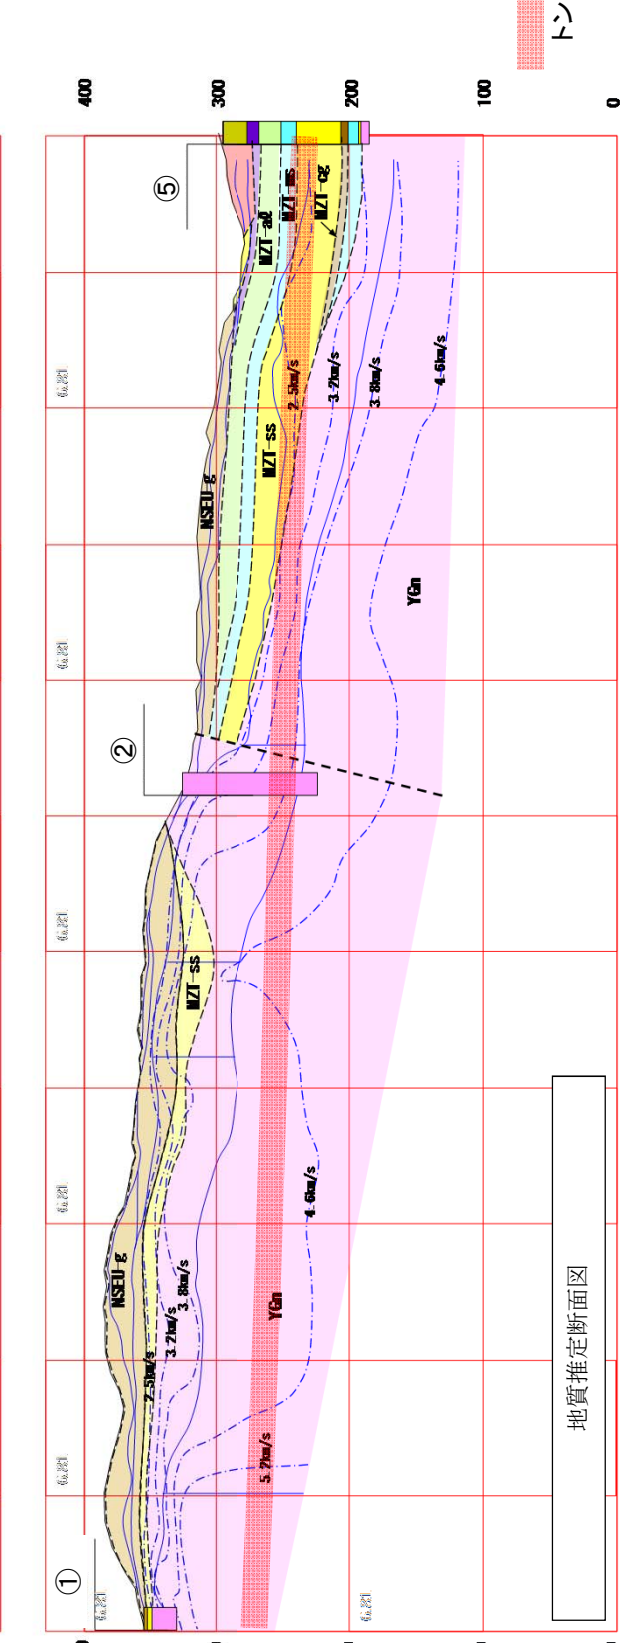 400
300
200
100
0
トン
①
②
⑤
NSEU-g
2.5km/s
3.2km/s
3.8km/s
4.6km/s
5.2km/s
YGn
MZT-ss
NSEU-g
MZT-ss
MZT-al
MZT-ms
MZT-cg
2.5km/s
3.2km/s
3.8km/s
4.6km/s
YGn
地質推定断面図